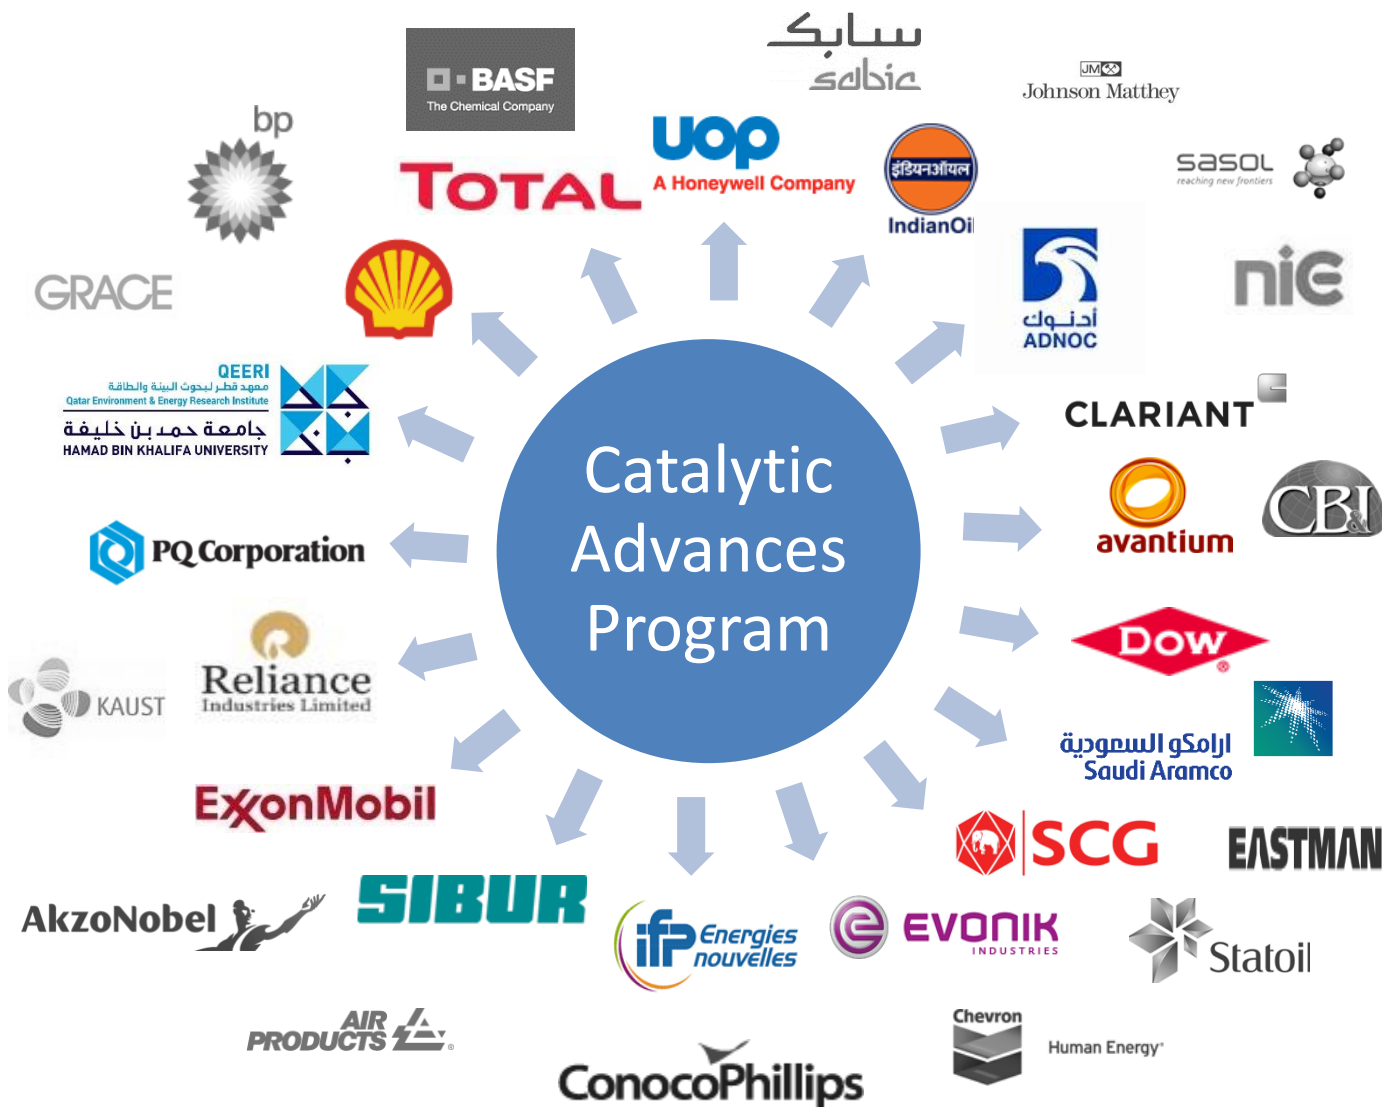 سابك
sabic
BASF
The Chemical Company
JM
Johnson Matthey
bp
UOP
A Honeywell Company
इंडियनऑयल
IndianOil
TOTAL
sasol
reaching new frontiers
GRACE
أدنوك
ADNOC
nic
QEERI
معهد قطر لبحوث البيئة والطاقة
Qatar Environment & Energy Research Institute
جامعة حمد بن خليفة
HAMAD BIN KHALIFA UNIVERSITY
CLARIANT
Catalytic
Advances
Program
avantium
CB&I
PQ Corporation
Reliance
Industries Limited
KAUST
Dow
ارامكو السعودية
Saudi Aramco
ExxonMobil
SCG
EASTMAN
AkzoNobel
SIBUR
ifp Energies
nouvelles
EVONIK
INDUSTRIES
Statoil
AIR
PRODUCTS
Chevron
Human Energy®
ConocoPhillips